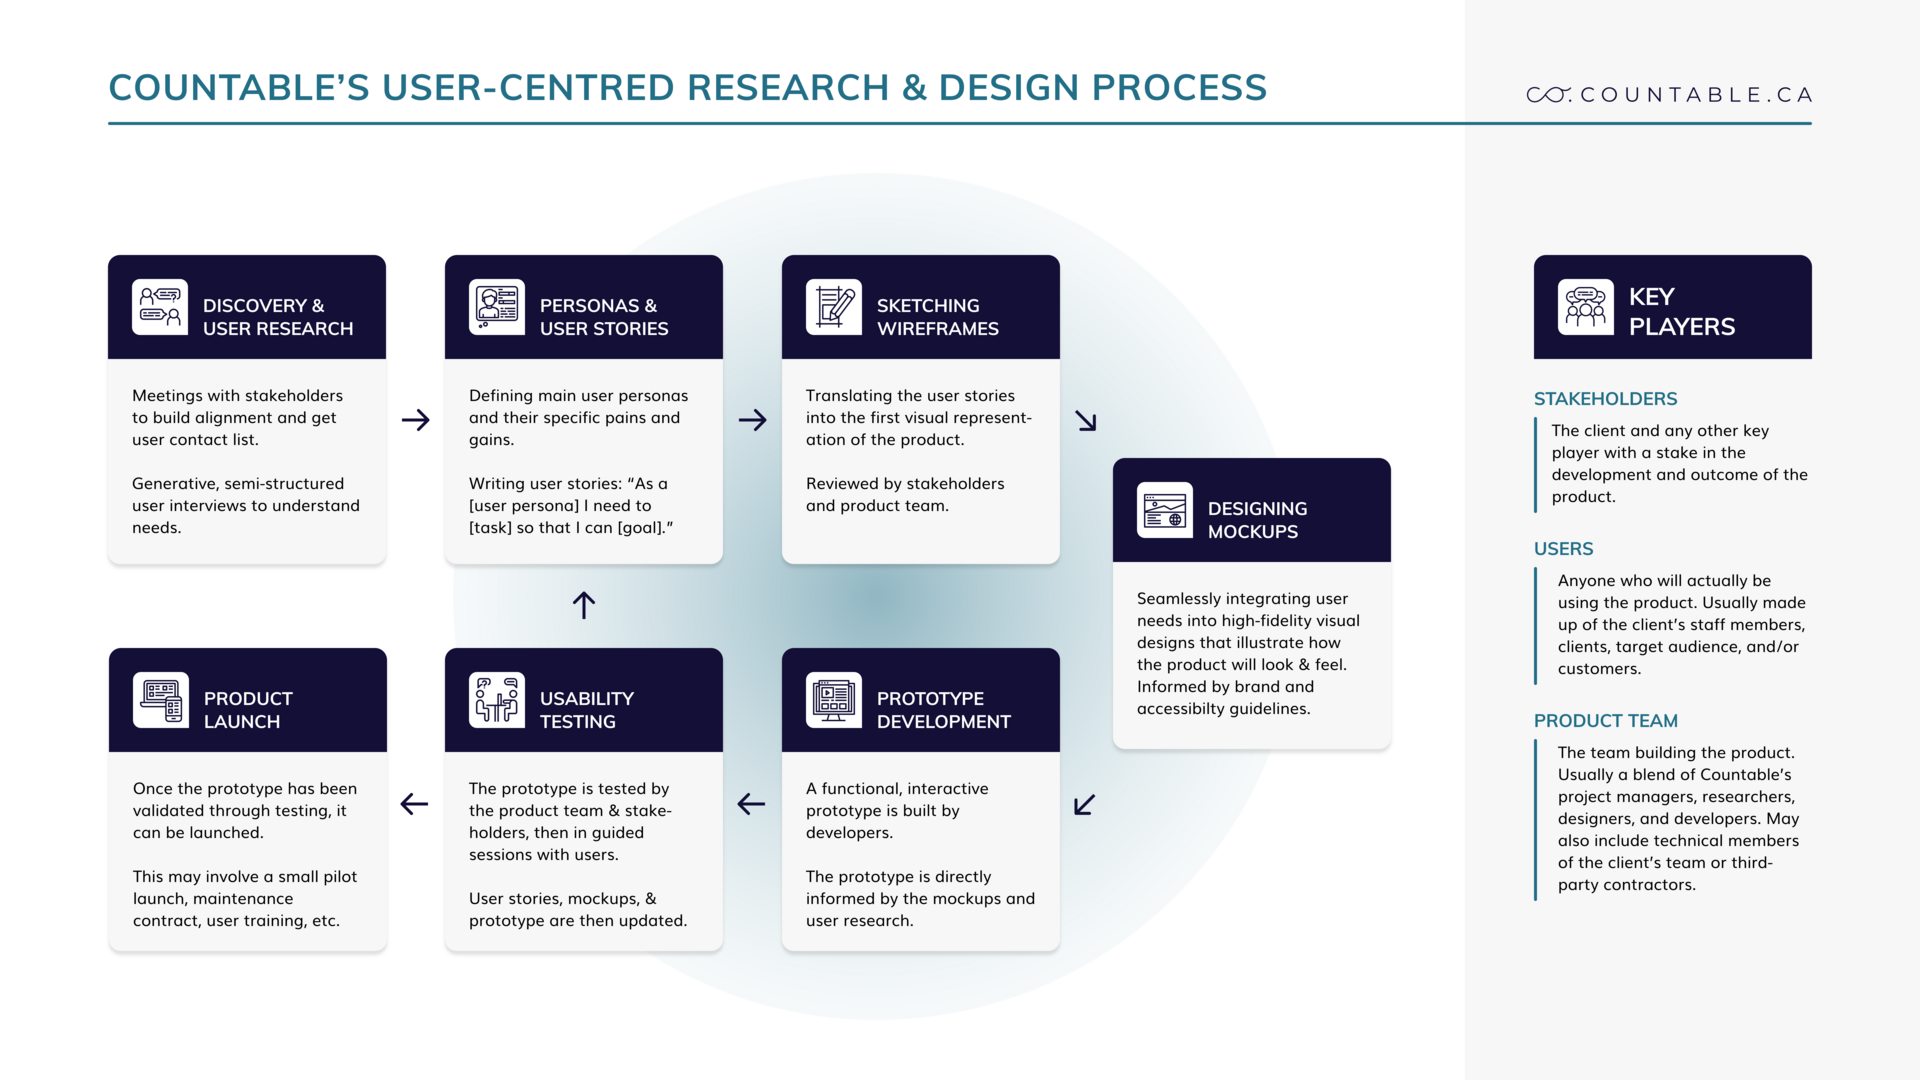 COUNTABLE’S USER-CENTRED RESEARCH & DESIGN PROCESS
CO.COUNTABLE.CA
DISCOVERY &
USER RESEARCH
Meetings with stakeholders
to build alignment and get
user contact list.
Generative, semi-structured
user interviews to understand
needs.
PERSONAS &
USER STORIES
Defining main user personas
and their specific pains and
gains.
Writing user stories: “As a
[user persona] I need to
[task] so that I can [goal].”
SKETCHING
WIREFRAMES
Translating the user stories
into the first visual represent-
ation of the product.
Reviewed by stakeholders
and product team.
DESIGNING
MOCKUPS
Seamlessly integrating user
needs into high-fidelity visual
designs that illustrate how
the product will look & feel.
Informed by brand and
accessibilty guidelines.
PROTOTYPE
DEVELOPMENT
A functional, interactive
prototype is built by
developers.
The prototype is directly
informed by the mockups and
user research.
USABILITY
TESTING
The prototype is tested by
the product team & stake-
holders, then in guided
sessions with users.
User stories, mockups, &
prototype are then updated.
PRODUCT
LAUNCH
Once the prototype has been
validated through testing, it
can be launched.
This may involve a small pilot
launch, maintenance
contract, user training, etc.
KEY
PLAYERS
STAKEHOLDERS
The client and any other key
player with a stake in the
development and outcome of the
product.
USERS
Anyone who will actually be
using the product. Usually made
up of the client’s staff members,
clients, target audience, and/or
customers.
PRODUCT TEAM
The team building the product.
Usually a blend of Countable’s
project managers, researchers,
designers, and developers. May
also include technical members
of the client’s team or third-
party contractors.